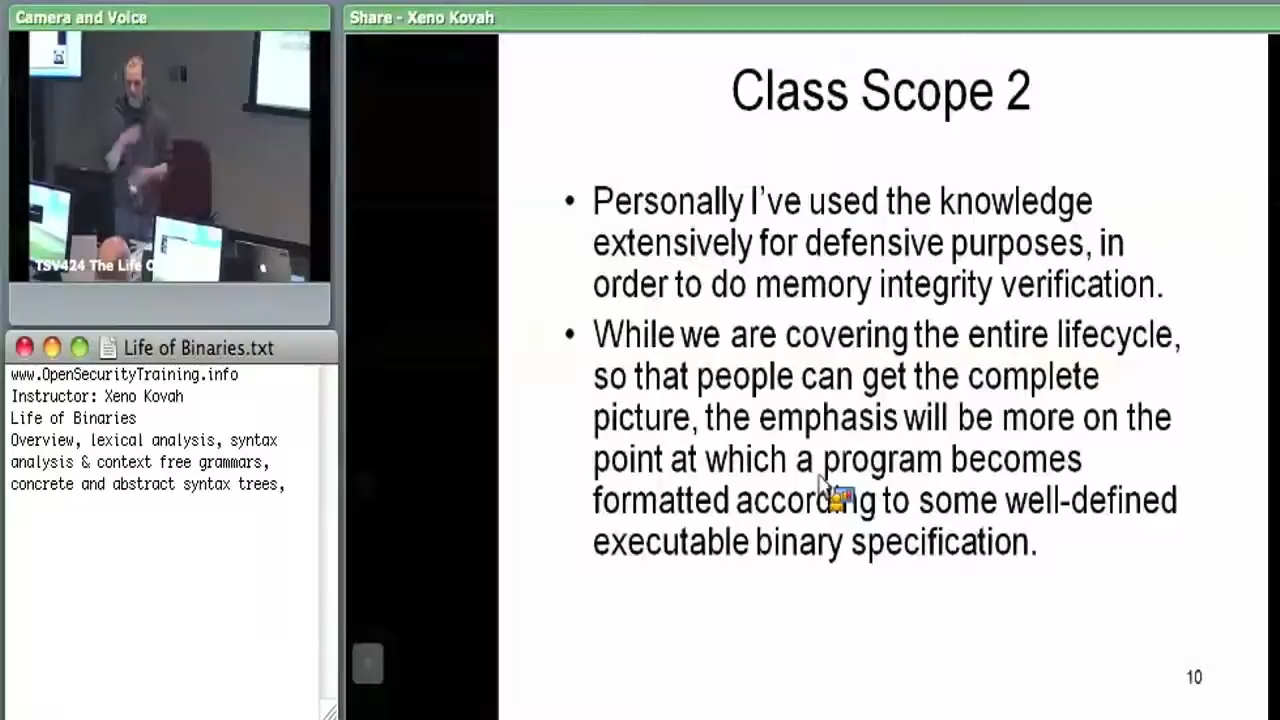 Camera and Voice
Share - Xeno Kovah
TSV424 The Life O
Life of Binaries.txt
www.OpenSecurityTraining.info
Instructor: Xeno Kovah
Life of Binaries
Overview, lexical analysis, syntax
analysis & context free grammars,
concrete and abstract syntax trees,
Class Scope 2
• Personally I've used the knowledge
extensively for defensive purposes, in
order to do memory integrity verification.
• While we are covering the entire lifecycle,
so that people can get the complete
picture, the emphasis will be more on the
point at which a program becomes
formatted according to some well-defined
executable binary specification.
10